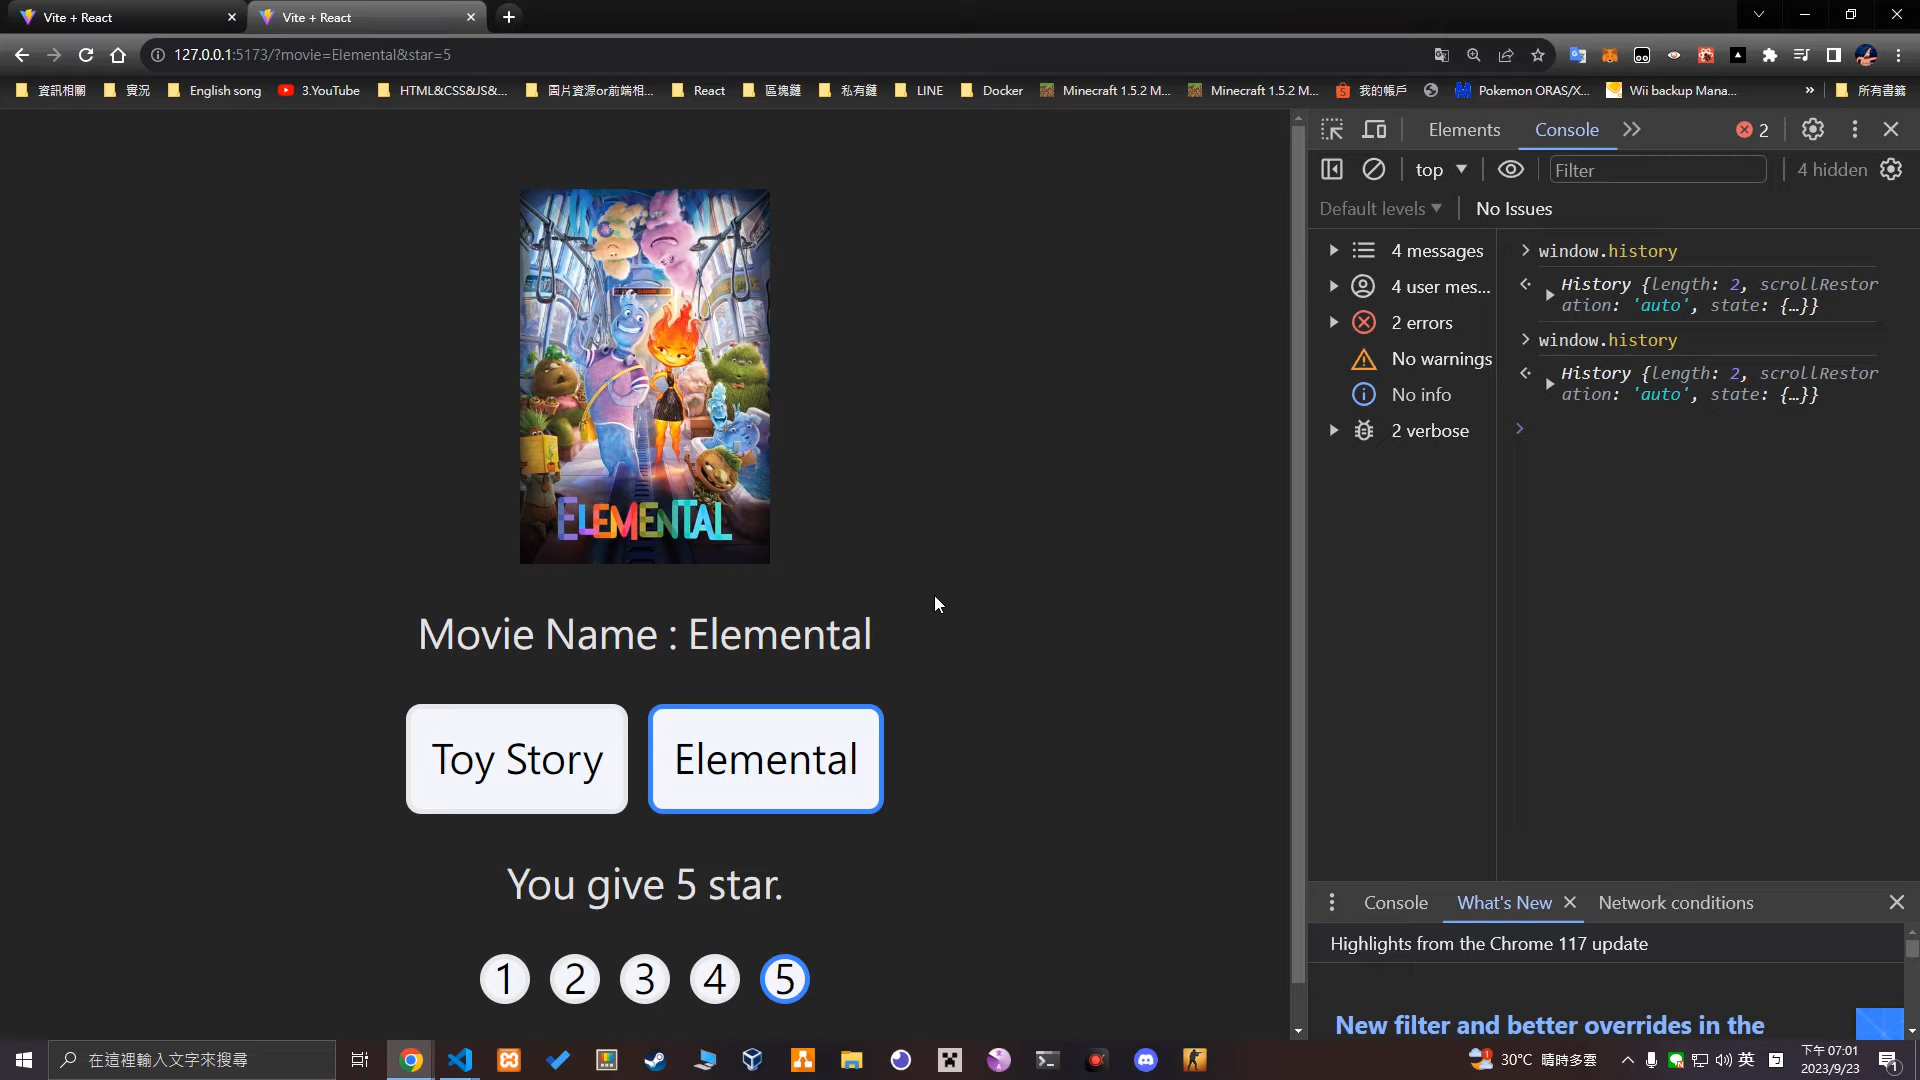 Vite + React
Vite + React
127.0.0.1:5173/?movie=Elemental&star=5
資訊相關
實況
English song
3.YouTube
HTML&CSS&JS&...
圖片資源or前端相...
React
區塊鏈
私有鏈
LINE
Docker
Minecraft 1.5.2 M...
Minecraft 1.5.2 M...
我的帳戶
Pokemon ORAS/X...
Wii backup Mana...
»
所有書籤
ELEMENTAL
Movie Name : Elemental
Toy Story
Elemental
You give 5 star.
1 2 3 4 5
Elements
Console
2
top
Filter
4 hidden
Default levels
No Issues
4 messages
4 user mes...
2 errors
No warnings
No info
2 verbose
window.history
History {length: 2, scrollRestor
ation: 'auto', state: {…}}
window.history
History {length: 2, scrollRestor
ation: 'auto', state: {…}}
Console
What's New
Network conditions
Highlights from the Chrome 117 update
New filter and better overrides in the
在這裡輸入文字來搜尋
30°C 晴時多雲
英
下午 07:01
2023/9/23
1